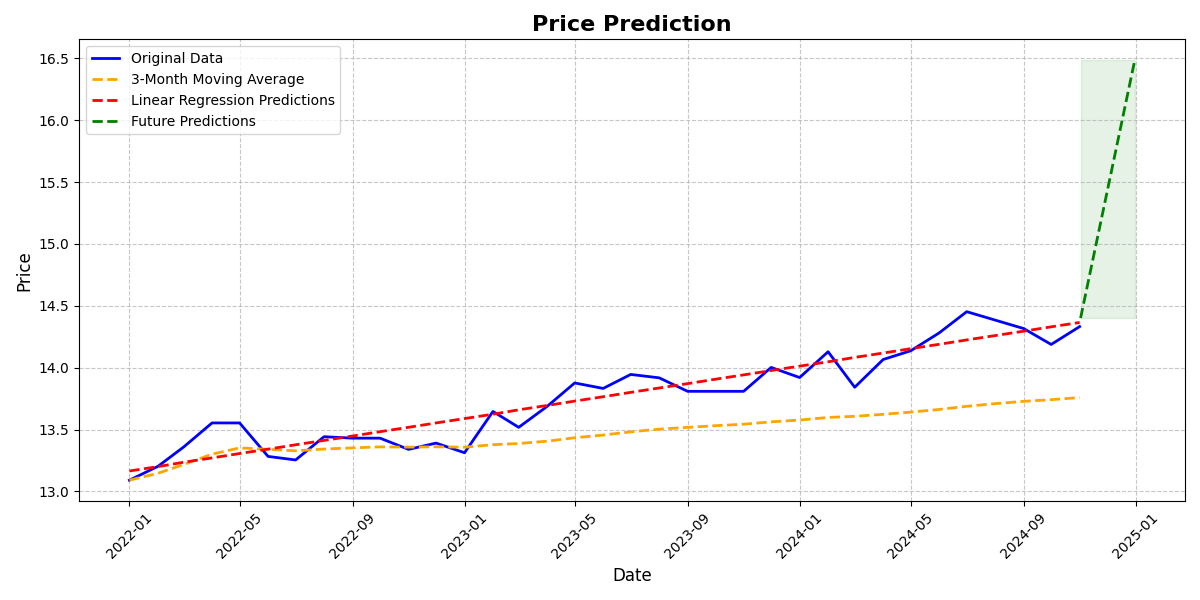 Price Prediction
Original Data
3-Month Moving Average
Linear Regression Predictions
Future Predictions
16.5
16.0
15.5
15.0
14.5
14.0
13.5
13.0
Price
2022-01
2022-05
2022-09
2023-01
2023-05
2023-09
2024-01
2024-05
2024-09
2025-01
Date